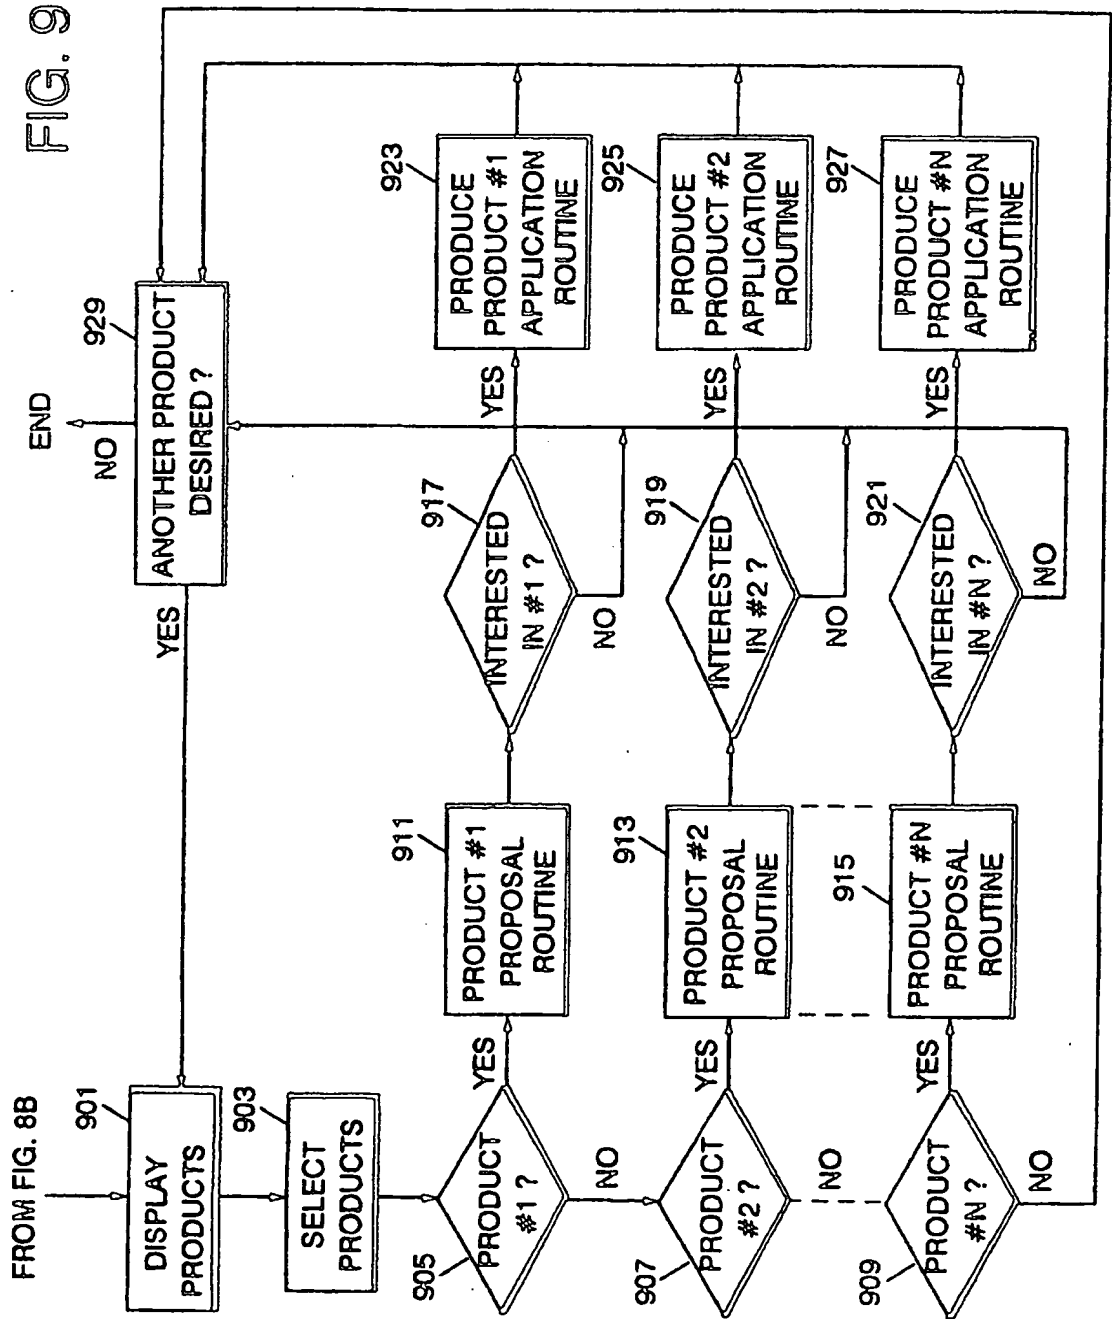 FIG. 9
FROM FIG. 8B
901
DISPLAY
PRODUCTS
903
SELECT
PRODUCTS
905
PRODUCT
#1 ?
YES
NO
911
PRODUCT #1
PROPOSAL
ROUTINE
917
INTERESTED
IN #1 ?
YES
NO
923
PRODUCE
PRODUCT #1
APPLICATION
ROUTINE
907
PRODUCT
#2 ?
YES
NO
913
PRODUCT #2
PROPOSAL
ROUTINE
919
INTERESTED
IN #2 ?
YES
NO
925
PRODUCE
PRODUCT #2
APPLICATION
ROUTINE
909
PRODUCT
#N ?
YES
NO
915
PRODUCT #N
PROPOSAL
ROUTINE
921
INTERESTED
IN #N ?
YES
NO
927
PRODUCE
PRODUCT #N
APPLICATION
ROUTINE
929
ANOTHER PRODUCT
DESIRED ?
YES
NO
END